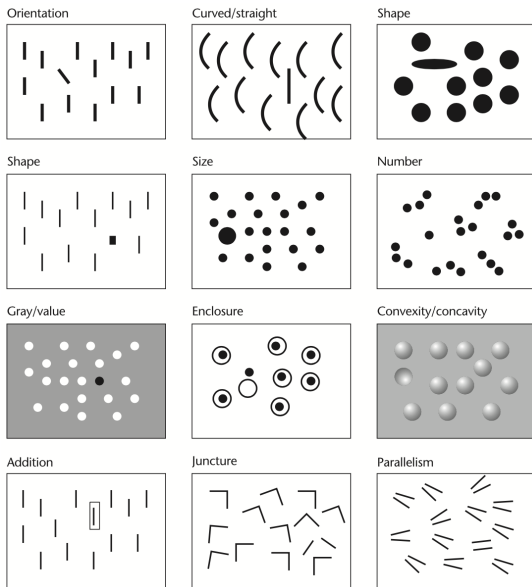 Orientation
Curved/straight
Shape
Shape
Size
Number
Gray/value
Enclosure
Convexity/concavity
Addition
Juncture
Parallelism